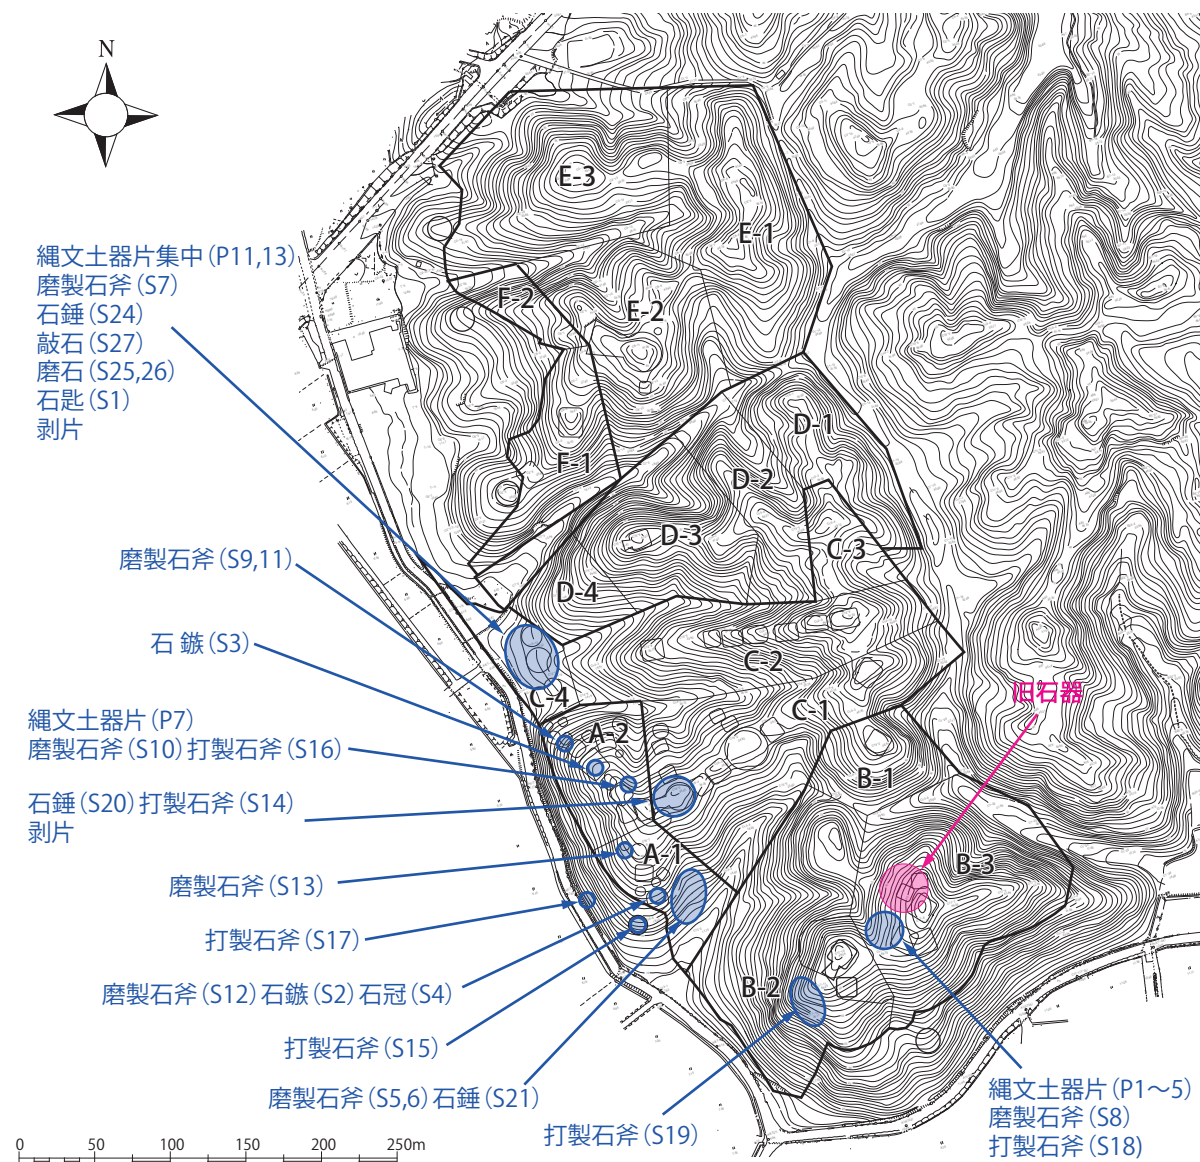 N
E-3
E-1
縄文土器片集中(P11,13)
磨製石斧(S7)
石錘(S24)
敲石(S27)
磨石(S25,26)
石匙(S1)
剥片
F-2
E-2
D-1
F-1
D-2
D-3
C-3
磨製石斧(S9,11)
D-4
石 鏃(S3)
C-2
旧石器
C-4
C-1
縄文土器片(P7)
磨製石斧(S10) 打製石斧(S16)
A-2
B-1
石錘(S20) 打製石斧(S14)
剥片
A-1
B-3
磨製石斧(S13)
打製石斧(S17)
磨製石斧(S12) 石鏃(S2) 石冠(S4)
B-2
打製石斧(S15)
磨製石斧(S5,6) 石錘(S21)
打製石斧(S19)
縄文土器片(P1〜5)
磨製石斧(S8)
打製石斧(S18)
0 50 100 150 200 250m